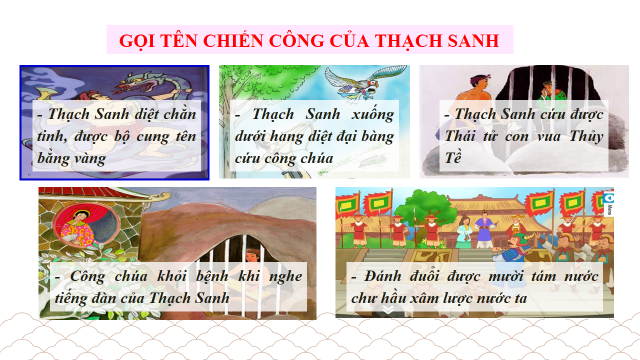 GỌI TÊN CHIẾN CÔNG CỦA THẠCH SANH
- Thạch Sanh diệt chằn
tinh, được bộ cung tên
bằng vàng
- Thạch Sanh xuống
dưới hang diệt đại bàng
cứu công chúa
- Thạch Sanh cứu được
Thái tử con vua Thủy
Tề
- Công chúa khỏi bệnh khi nghe
tiếng đàn của Thạch Sanh
- Đánh đuổi được mười tám nước
chư hầu xâm lược nước ta